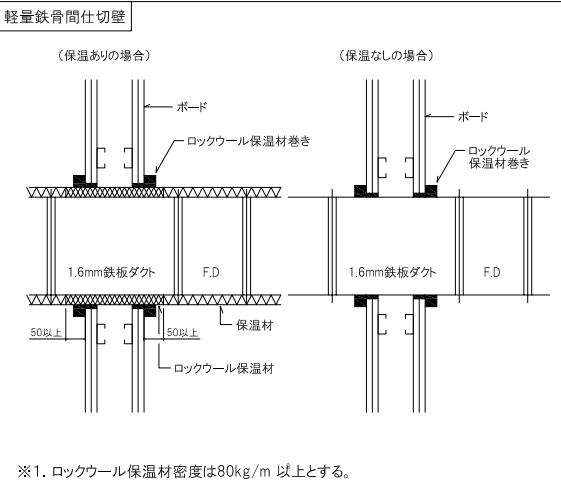 軽量鉄骨間仕切壁
(保温ありの場合)
ボード
ロックウール保温材巻き
1.6mm鉄板ダクト
F.D
50以上
50以上
保温材
ロックウール保温材
(保温なしの場合)
ボード
ロックウール
保温材巻き
1.6mm鉄板ダクト
F.D
※1. ロックウール保温材密度は80kg/m 以上とする。